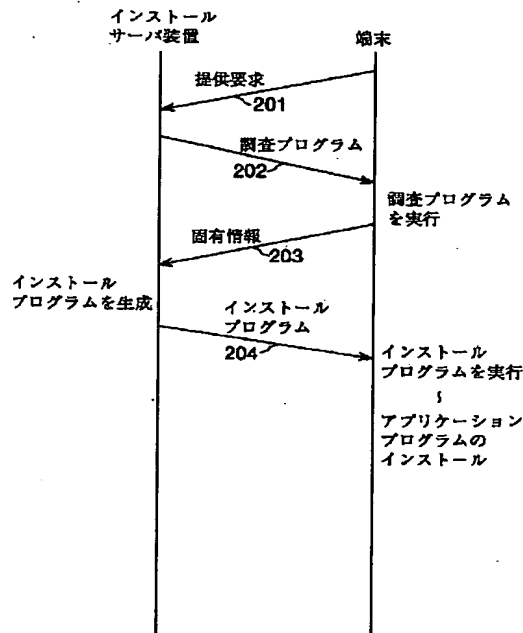 インストール
サーバ装置
端末
提供要求
201
調査プログラム
202
調査プログラム
を実行
固有情報
203
インストール
プログラムを生成
インストール
プログラム
204
インストール
プログラムを実行
~
アプリケーション
プログラムの
インストール